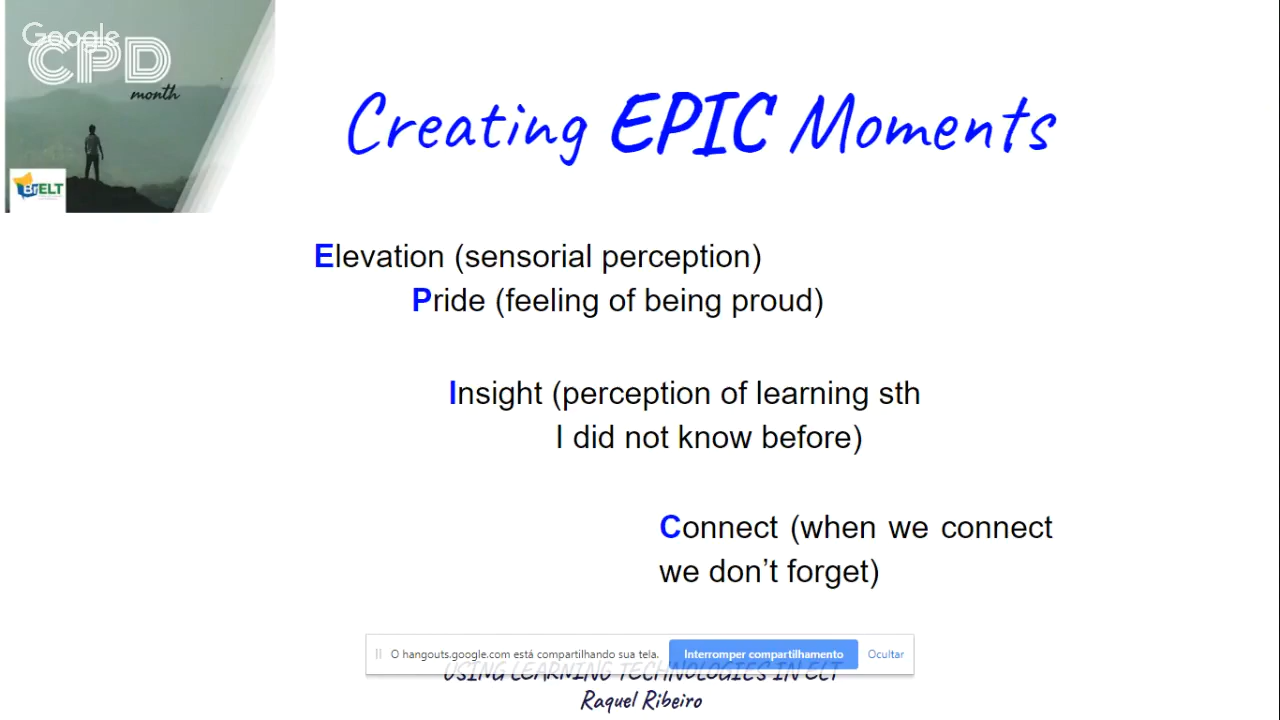 Google
CPD
month
BrELT
Creating EPIC Moments
Elevation (sensorial perception)
Pride (feeling of being proud)
Insight (perception of learning sth
I did not know before)
Connect (when we connect
we don’t forget)
O hangouts.google.com está compartilhando sua tela.
Interromper compartilhamento
Ocultar
USING LEARNING TECHNOLOGIES IN ELT
Raquel Ribeiro